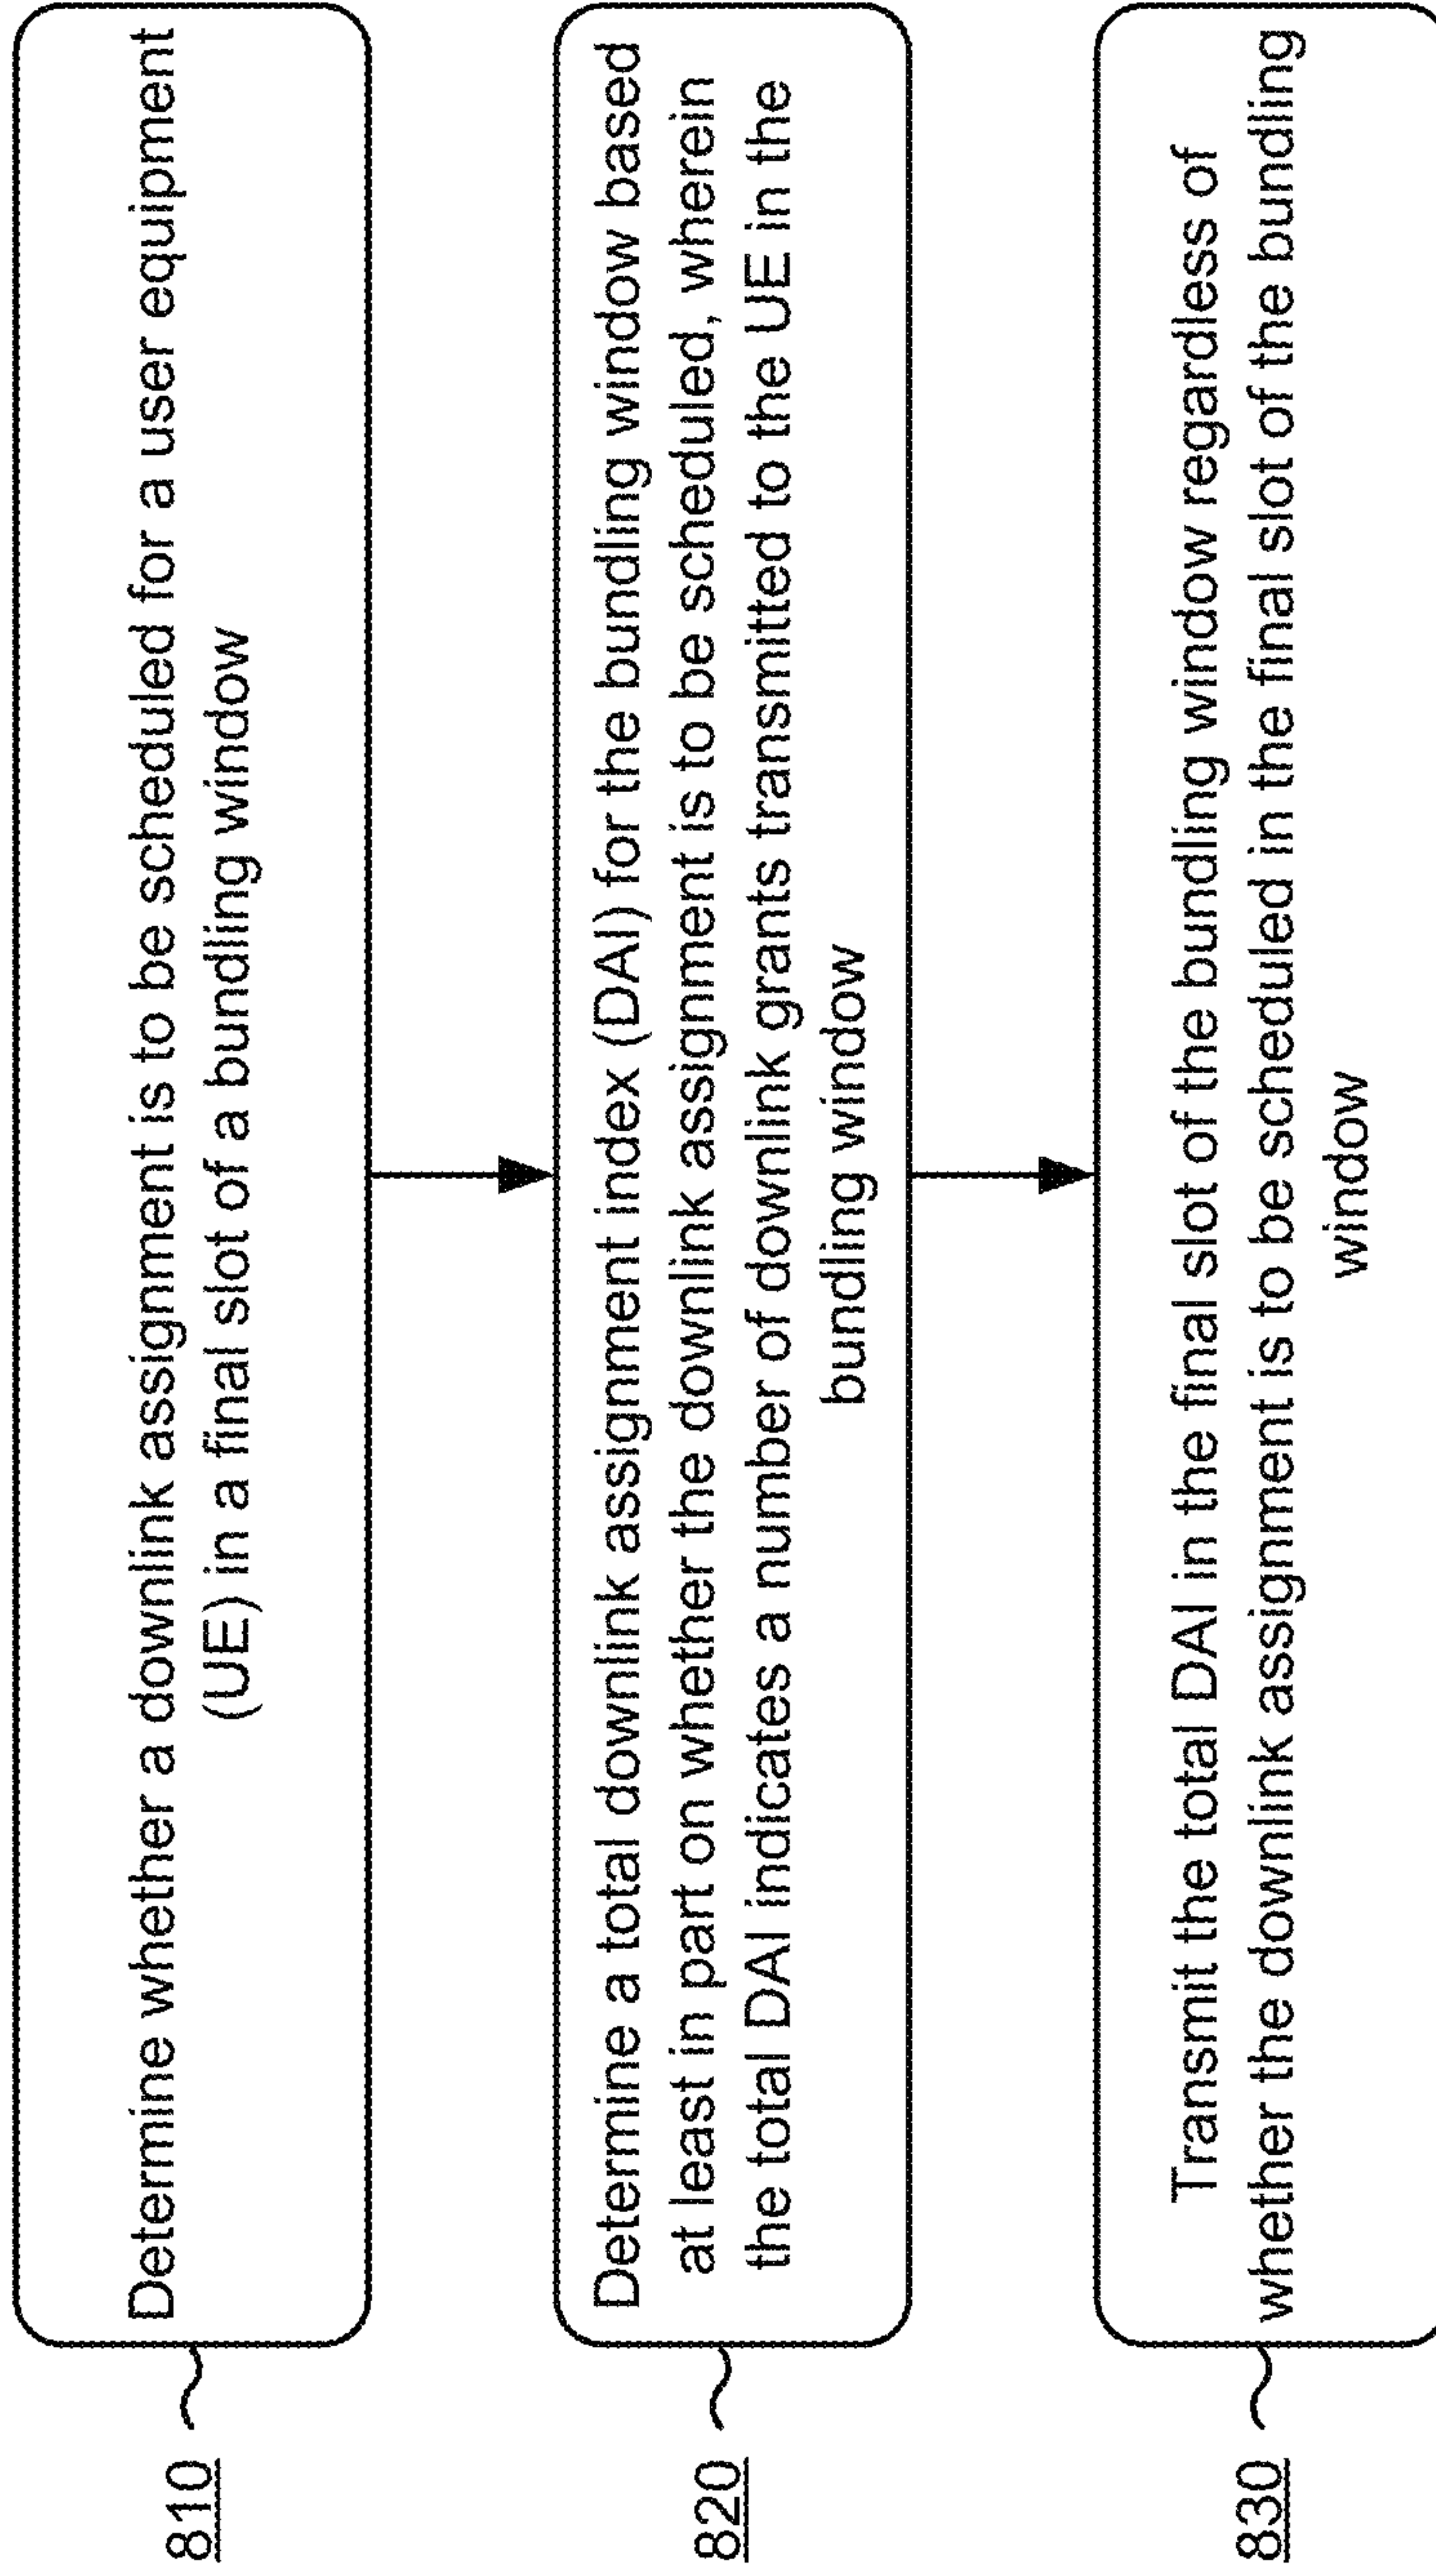 810
Determine whether a downlink assignment is to be scheduled for a user equipment
(UE) in a final slot of a bundling window
820
Determine a total downlink assignment index (DAI) for the bundling window based
at least in part on whether the downlink assignment is to be scheduled, wherein
the total DAI indicates a number of downlink grants transmitted to the UE in the
bundling window
830
Transmit the total DAI in the final slot of the bundling window regardless of
whether the downlink assignment is to be scheduled in the final slot of the bundling
window